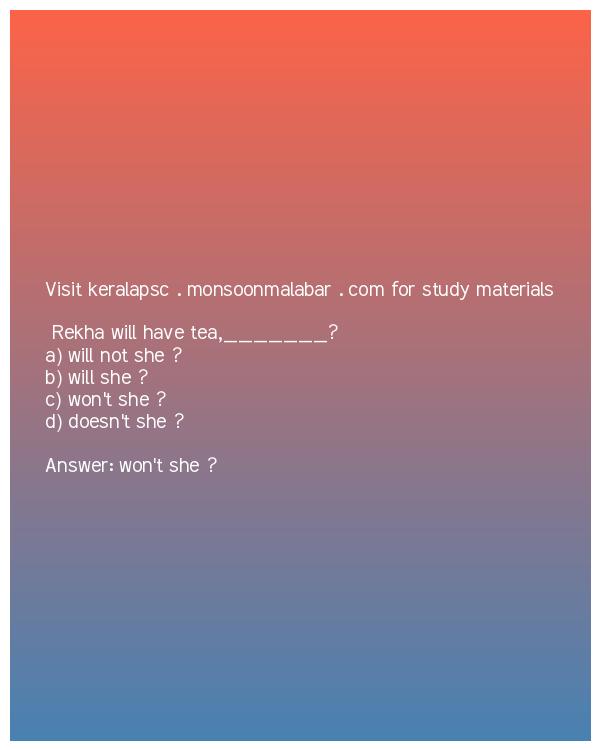 Visit keralapsc . monsoonmalabar . com for study materials
Rekha will have tea,_______?
a) will not she ?
b) will she ?
c) won't she ?
d) doesn't she ?
Answer: won't she ?